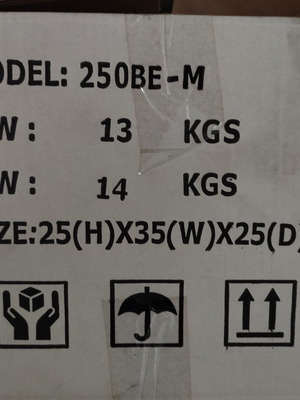 ODEL: 250BE-M
W: 13 KGS
W: 14 KGS
ZE:25(H)X35(W)X25(D)